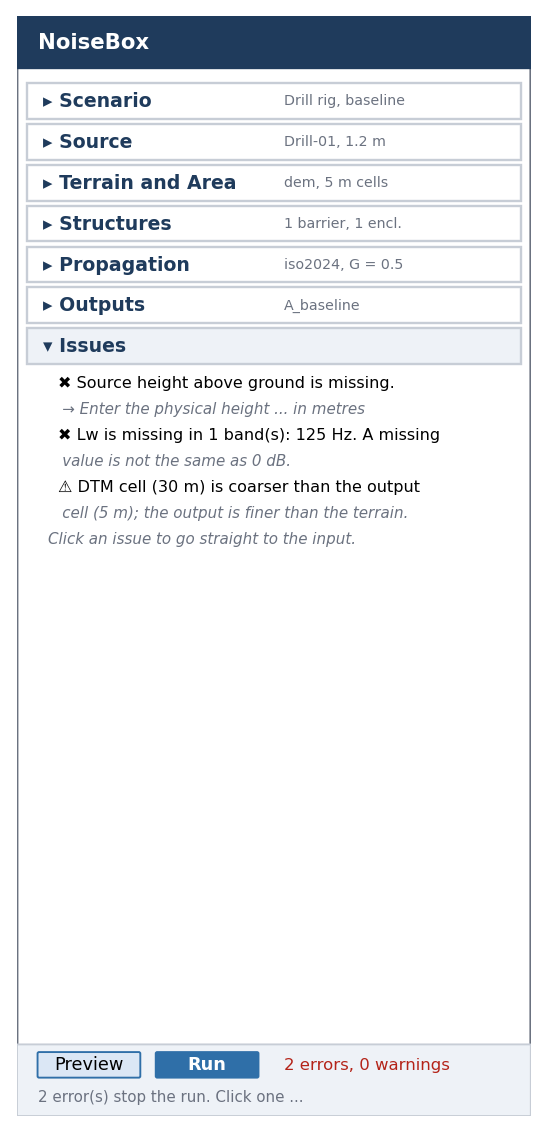 NoiseBox
▸ Scenario Drill rig, baseline
▸ Source Drill-01, 1.2 m
▸ Terrain and Area dem, 5 m cells
▸ Structures 1 barrier, 1 encl.
▸ Propagation iso2024, G = 0.5
▸ Outputs A_baseline
▾ Issues
✖ Source height above ground is missing.
→ Enter the physical height ... in metres
✖ Lw is missing in 1 band(s): 125 Hz. A missing
value is not the same as 0 dB.
⚠ DTM cell (30 m) is coarser than the output
cell (5 m); the output is finer than the terrain.
Click an issue to go straight to the input.
Preview Run 2 errors, 0 warnings
2 error(s) stop the run. Click one ...